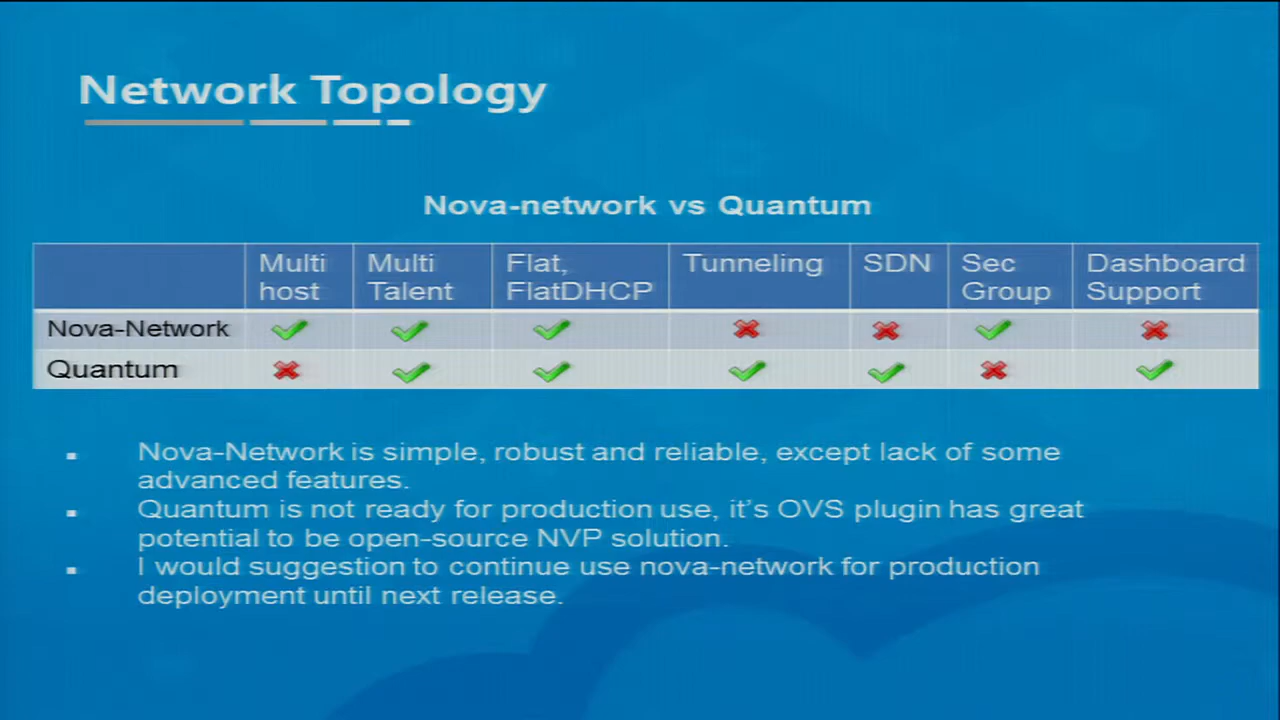 Network Topology
Nova-network vs Quantum
Multi host Multi Talent Flat, FlatDHCP Tunneling SDN Sec Group Dashboard Support
Nova-Network
Quantum
Nova-Network is simple, robust and reliable, except lack of some
advanced features.
Quantum is not ready for production use, it's OVS plugin has great
potential to be open-source NVP solution.
I would suggestion to continue use nova-network for production
deployment until next release.